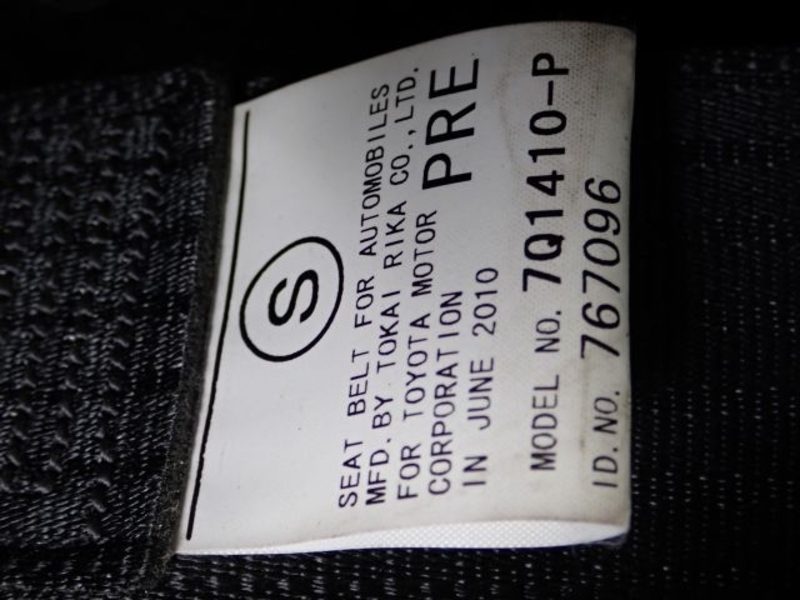 S
SEAT BELT FOR AUTOMOBILES
MFD. BY TOKAI RIKA CO., LTD.
FOR TOYOTA MOTOR
CORPORATION
IN JUNE 2010
PRE
MODEL NO. 7Q1410-P
ID. NO. 767096